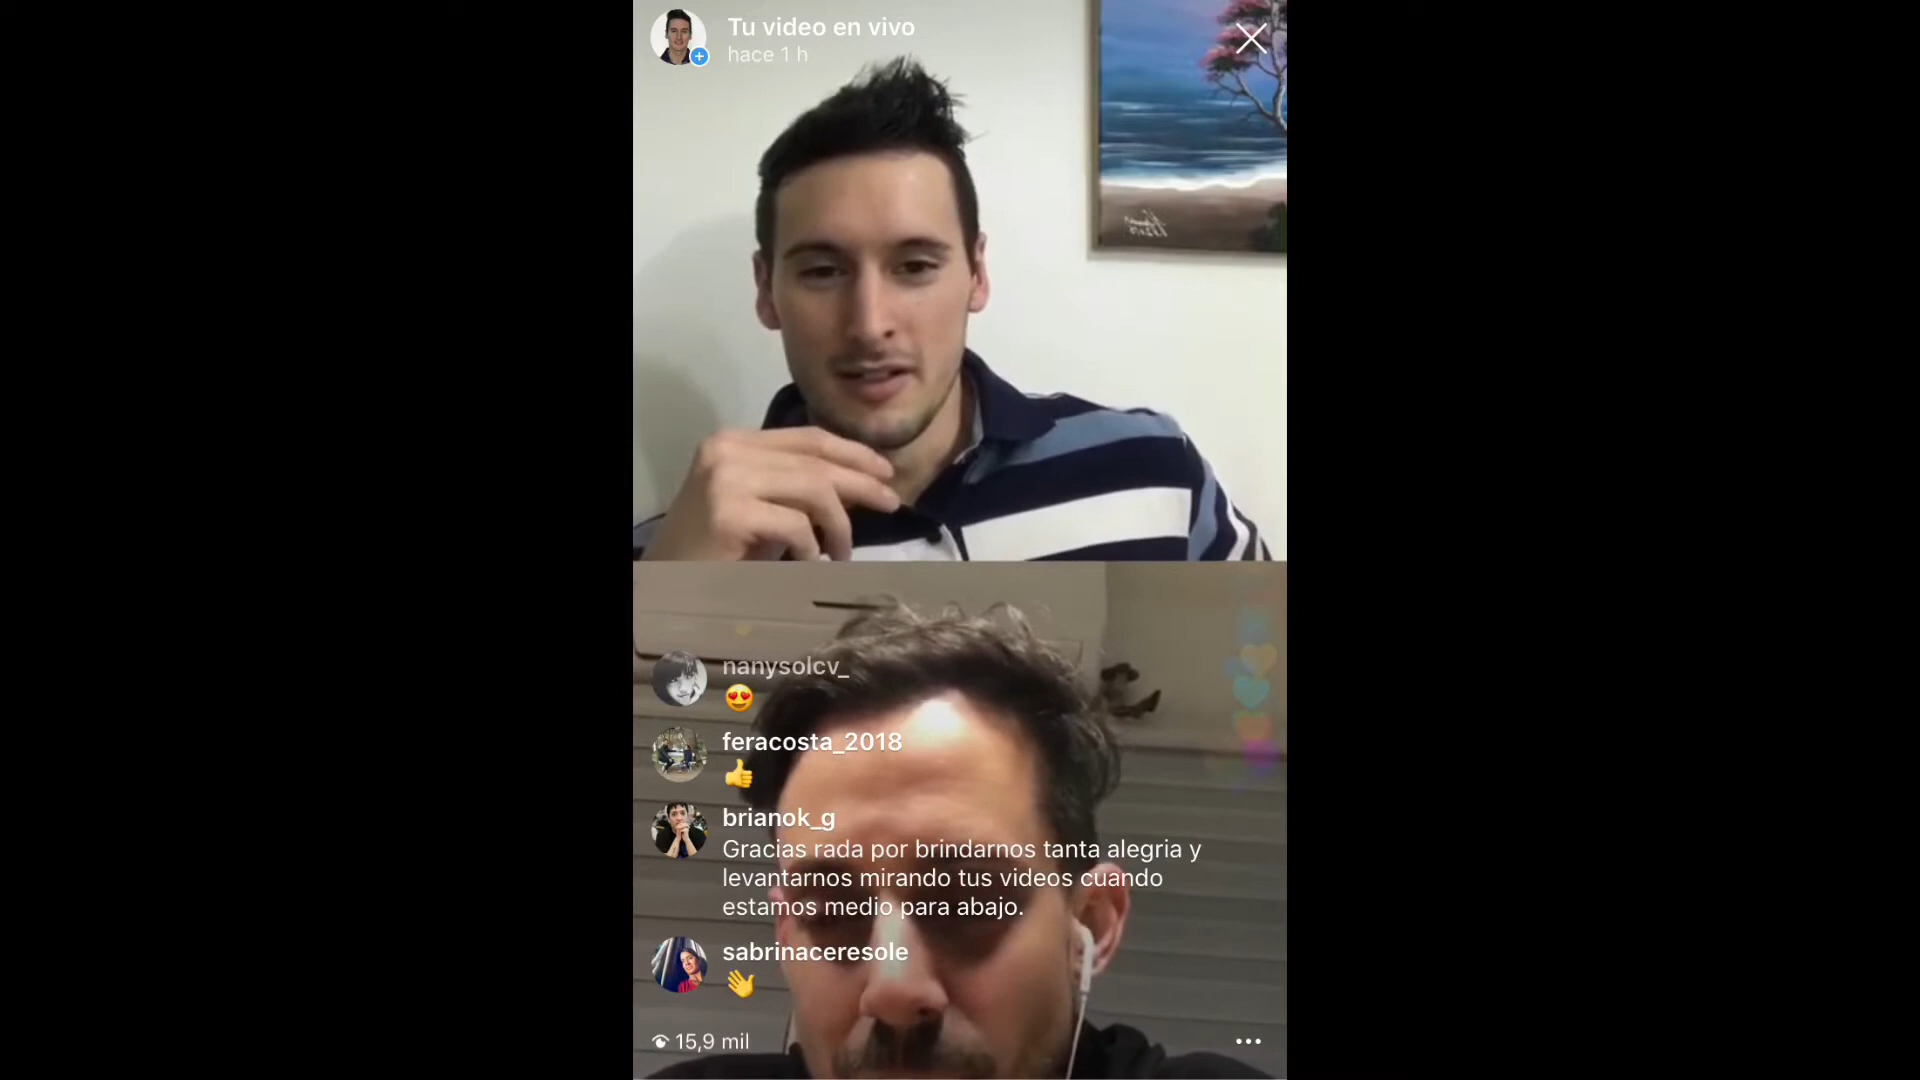 Tu video en vivo
hace 1 h
nanysolcv_
😍
feracosta_2018
👍
brianok_g
Gracias rada por brindarnos tanta alegria y
levantarnos mirando tus videos cuando
estamos medio para abajo.
sabrinaceresole
👋
15,9 mil